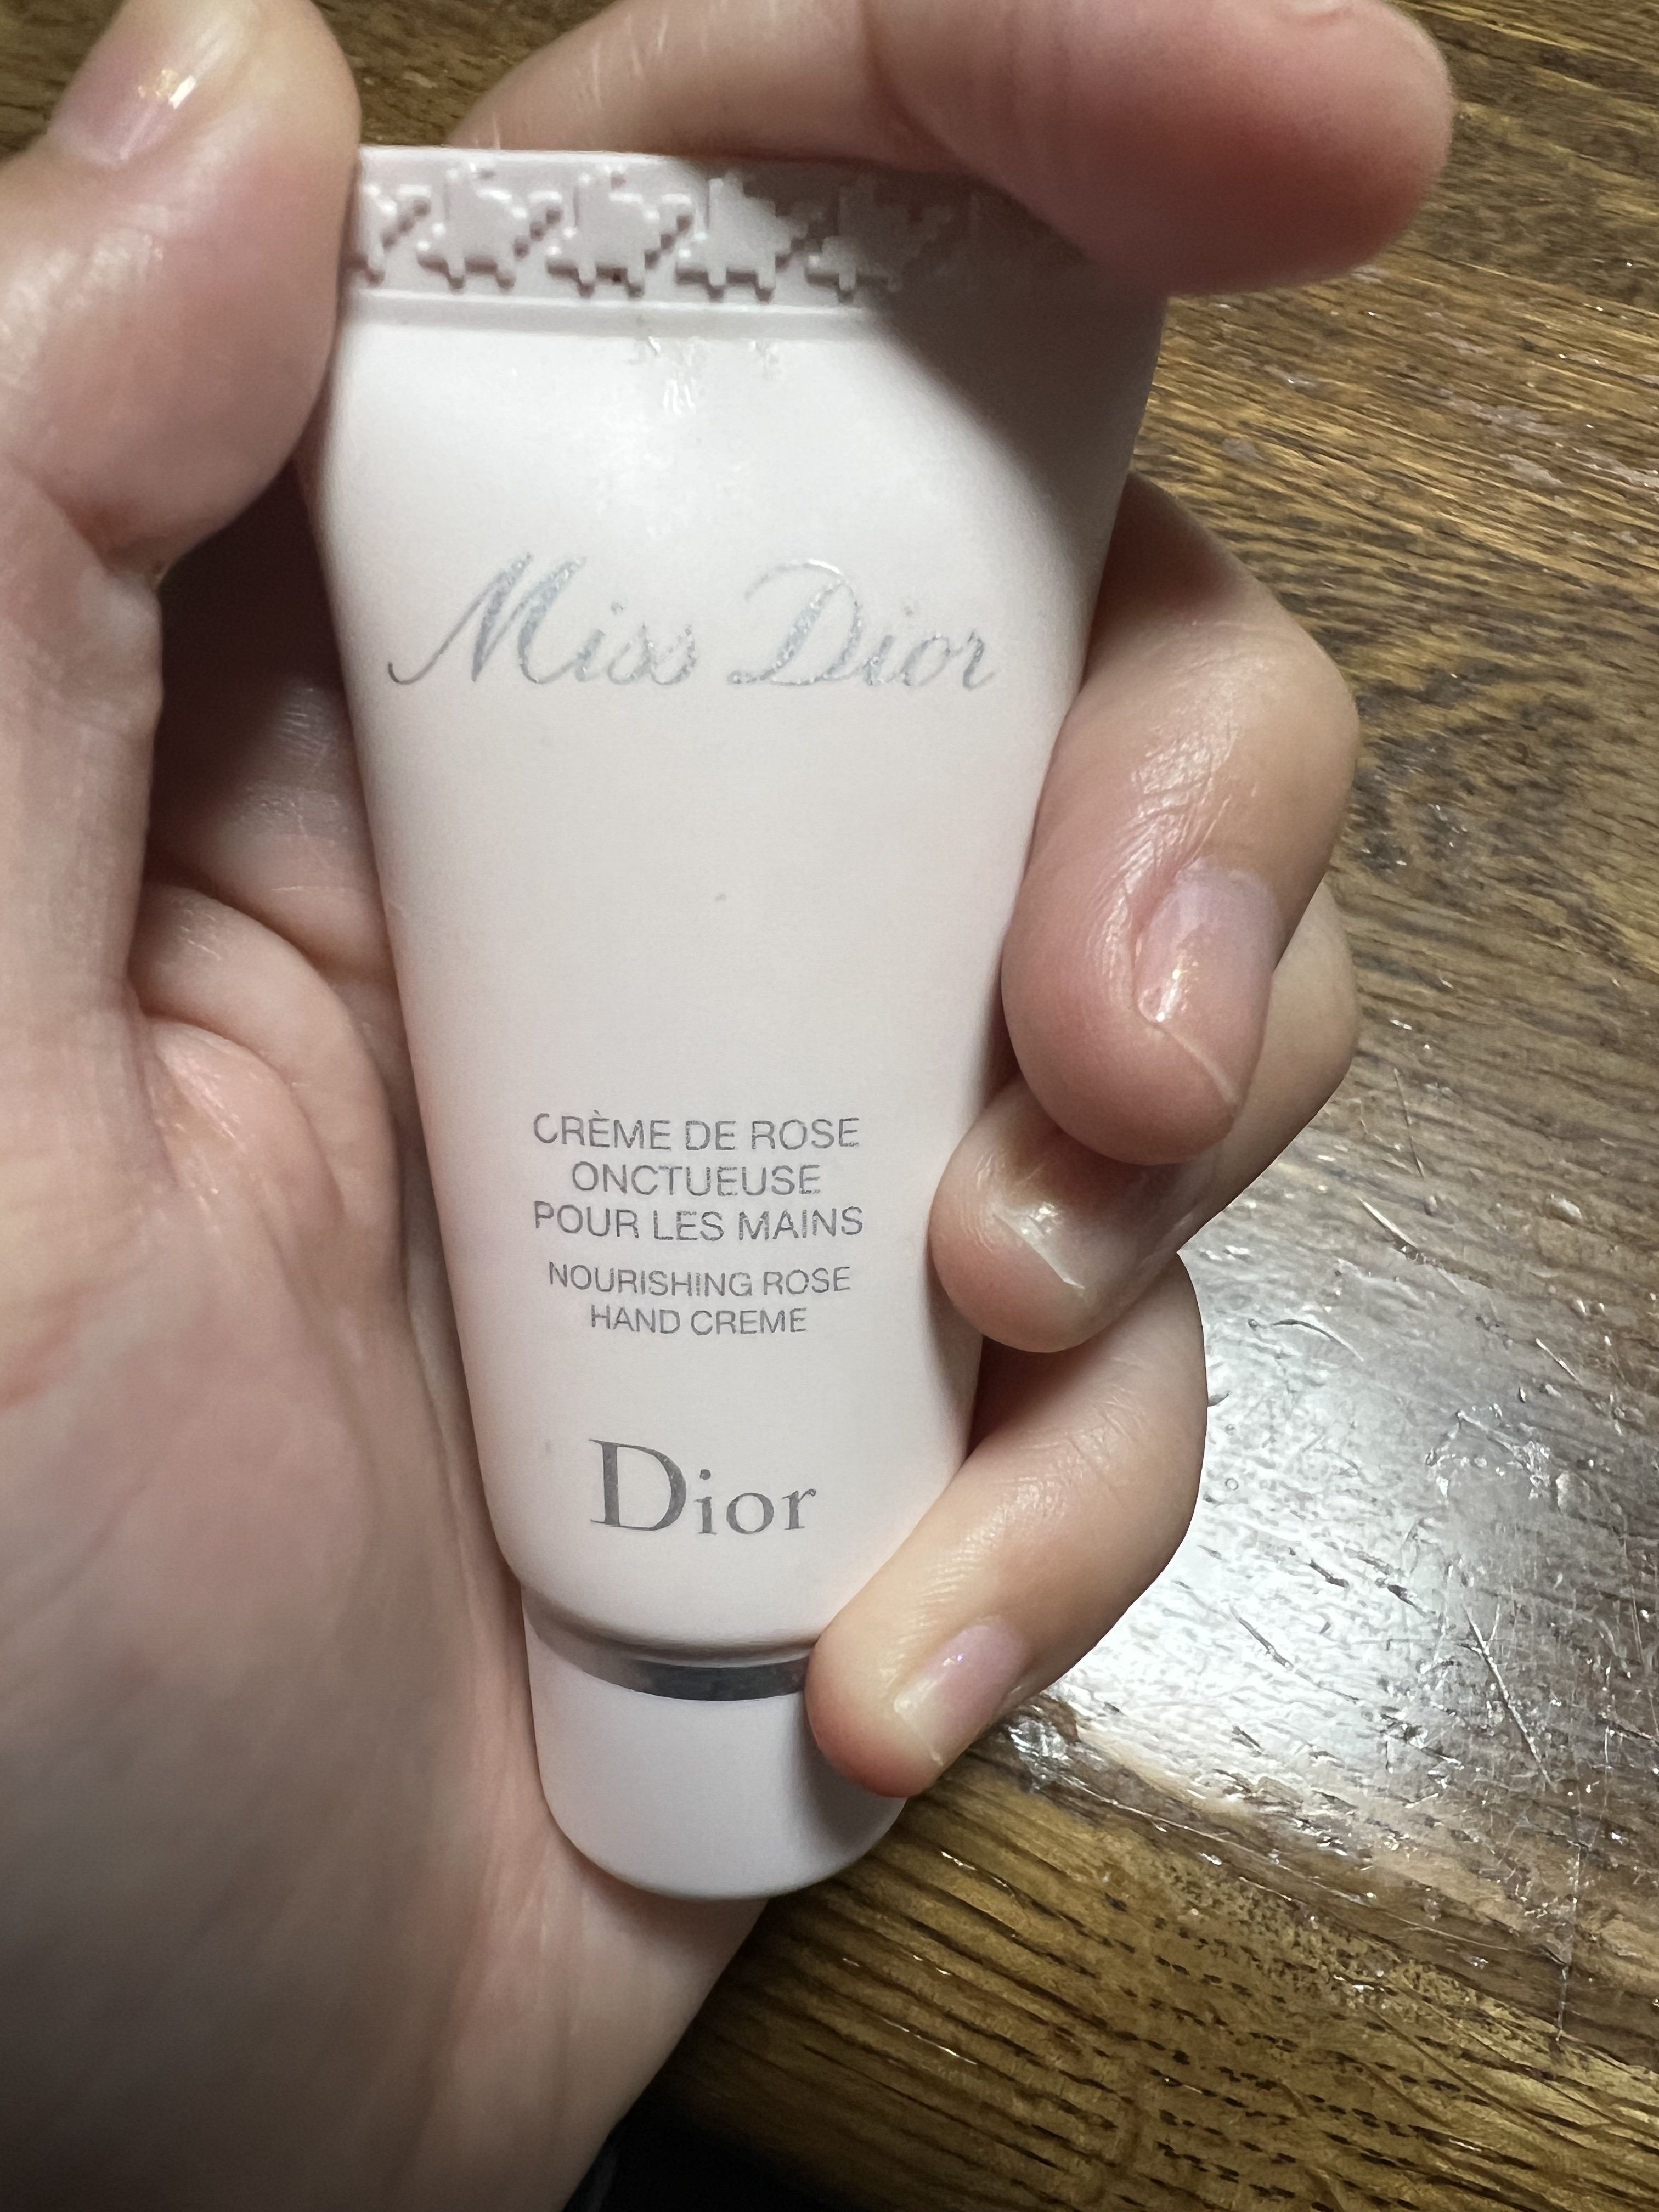 Miss Dior
CRÈME DE ROSE
ONCTUEUSE
POUR LES MAINS
NOURISHING ROSE
HAND CREME
Dior